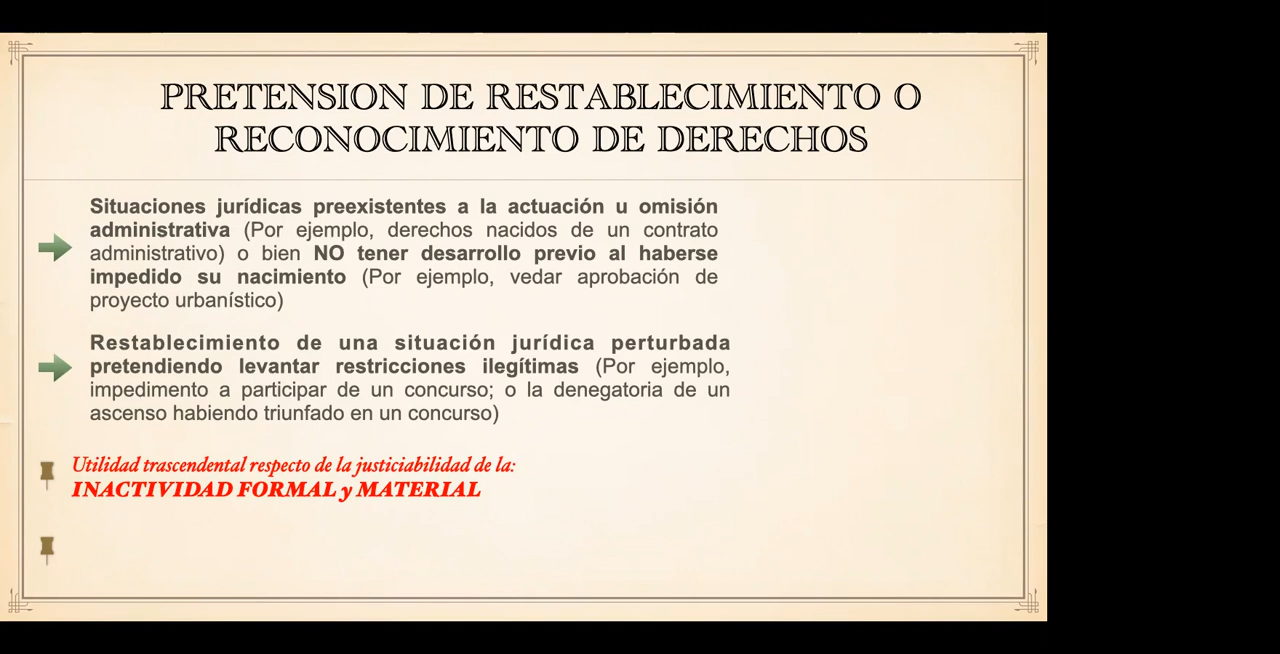 PRETENSION DE RESTABLECIMIENTO O
RECONOCIMIENTO DE DERECHOS
Situaciones jurídicas preexistentes a la actuación u omisión
administrativa (Por ejemplo, derechos nacidos de un contrato
administrativo) o bien NO tener desarrollo previo al haberse
impedido su nacimiento (Por ejemplo, vedar aprobación de
proyecto urbanístico)
Restablecimiento de una situación jurídica perturbada
pretendiendo levantar restricciones ilegítimas (Por ejemplo,
impedimento a participar de un concurso; o la denegatoria de un
ascenso habiendo triunfado en un concurso)
Utilidad trascendental respecto de la justiciabilidad de la:
INACTIVIDAD FORMAL y MATERIAL